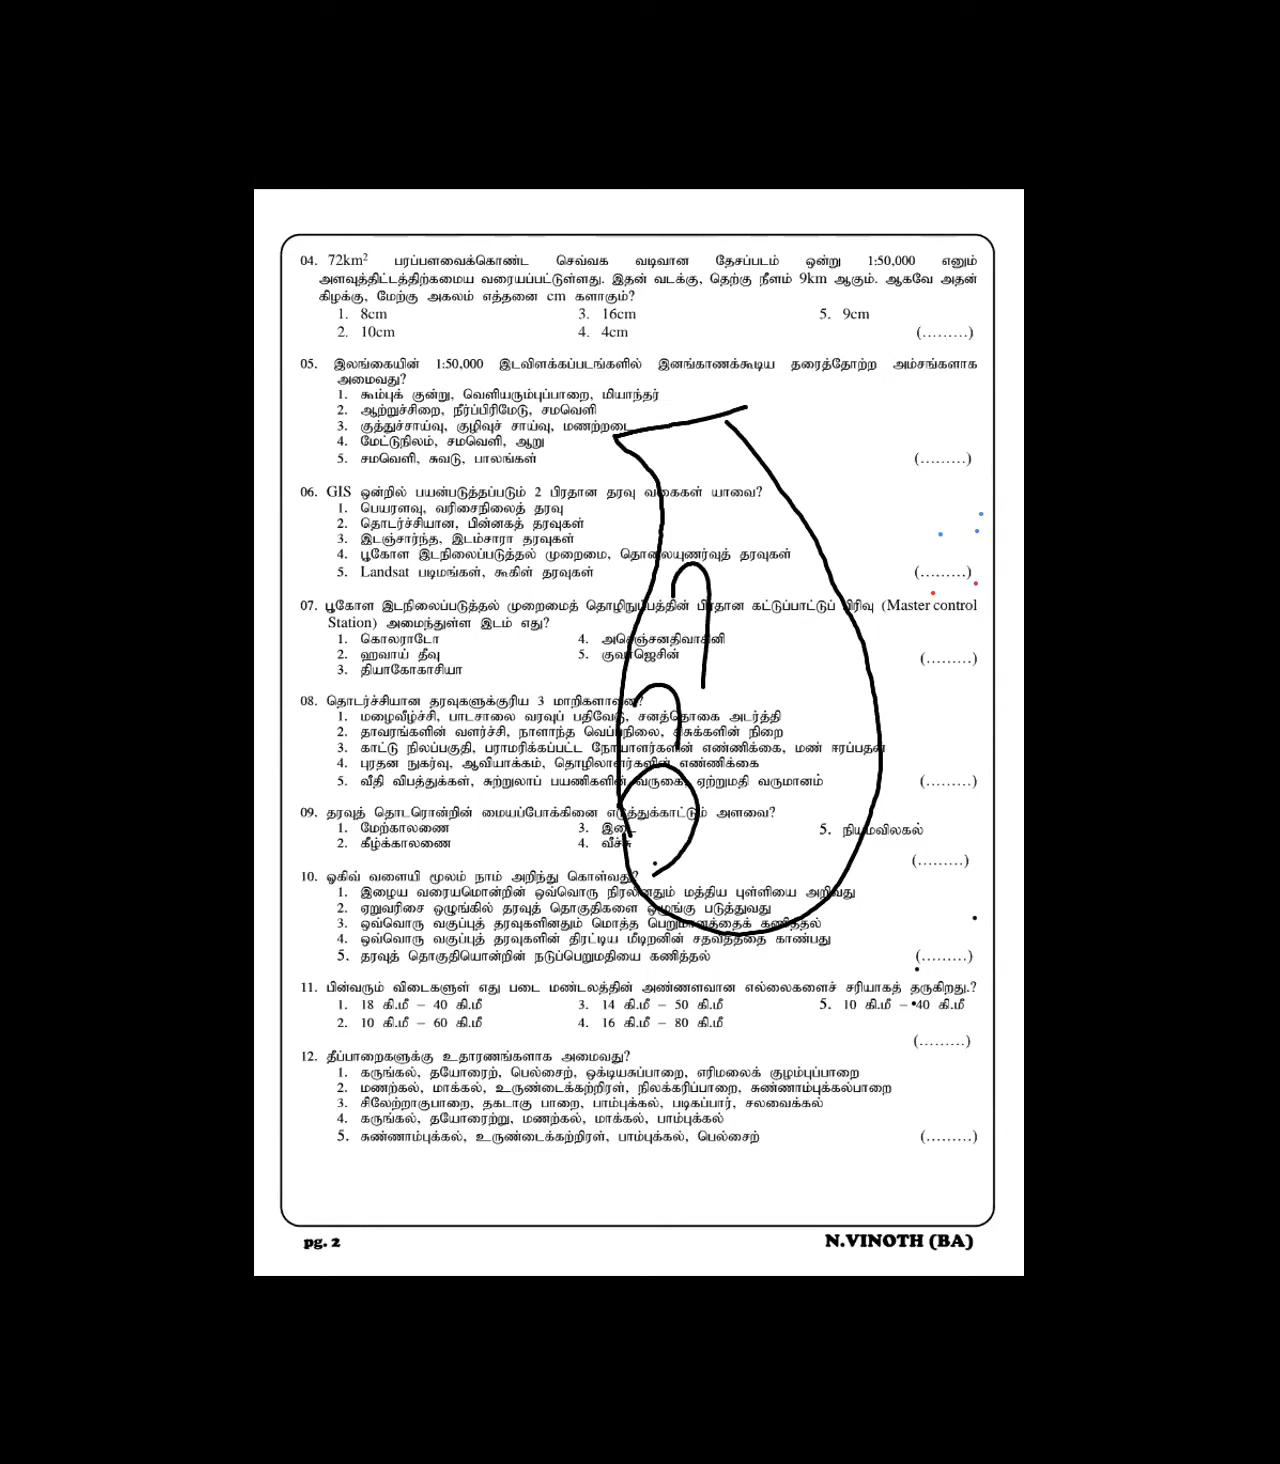 04. 72km² பரப்பளவைக்கொண்ட செவ்வக வடிவான தேசப்படம் ஒன்று 1:50,000 எனும்
அளவுத்திட்டத்திற்கமைய வரையப்பட்டுள்ளது. இதன் வடக்கு, தெற்கு நீளம் 9km ஆகும். ஆகவே அதன்
கிழக்கு, மேற்கு அகலம் எத்தனை cm களாகும்?
1. 8cm 3. 16cm 5. 9cm
2. 10cm 4. 4cm (.........)
05. இலங்கையின் 1:50,000 இடவிளக்கப்படங்களில் இனங்காணக்கூடிய தரைத்தோற்ற அம்சங்களாக
அமைவது?
1. கூம்புக் குன்று, வெளியரும்புப்பாறை, மியாந்தர்
2. ஆற்றுச்சிறை, நீர்ப்பிரிமேடு, சமவெளி
3. குத்துச்சாய்வு, குழிவுச் சாய்வு, மணற்றடை
4. மேட்டுநிலம், சமவெளி, ஆறு
5. சமவெளி, சுவடு, பாலங்கள் (.........)
06. GIS ஒன்றில் பயன்படுத்தப்படும் 2 பிரதான தரவு வகைகள் யாவை?
1. பெயரளவு, வரிசைநிலைத் தரவு
2. தொடர்ச்சியான, பின்னகத் தரவுகள்
3. இடஞ்சார்ந்த, இடம்சாரா தரவுகள்
4. பூகோள இடநிலைப்படுத்தல் முறைமை, தொலையுணர்வுத் தரவுகள்
5. Landsat படிமங்கள், கூகிள் தரவுகள் (.........)
07. பூகோள இடநிலைப்படுத்தல் முறைமைத் தொழிநுட்பத்தின் பிரதான கட்டுப்பாட்டுப் பிரிவு (Master control
Station) அமைந்துள்ள இடம் எது?
1. கொலராடோ 4. அசெஞ்சனதிவாகினி
2. ஹவாய் தீவு 5. குவாஜெசின் (.........)
3. தியாகோகாசியா
08. தொடர்ச்சியான தரவுகளுக்குரிய 3 மாறிகளாவன?
1. மழைவீழ்ச்சி, பாடசாலை வரவுப் பதிவேடு, சனத்தொகை அடர்த்தி
2. தாவரங்களின் வளர்ச்சி, நாளாந்த வெப்பநிலை, சிசுக்களின் நிறை
3. காட்டு நிலப்பகுதி, பராமரிக்கப்பட்ட நோயாளர்களின் எண்ணிக்கை, மண் ஈரப்பதன்
4. புரதன நுகர்வு, ஆவியாக்கம், தொழிலாளர்களின் எண்ணிக்கை
5. வீதி விபத்துக்கள், சுற்றுலாப் பயணிகளின் வருகை, ஏற்றுமதி வருமானம் (.........)
09. தரவுத் தொடரொன்றின் மையப்போக்கினை எடுத்துக்காட்டும் அளவை?
1. மேற்காலணை 3. இடை 5. நியமவிலகல்
2. கீழ்க்காலணை 4. வீச்சு
(.........)
10. ஓகிவ் வளையி மூலம் நாம் அறிந்து கொள்வது?
1. இழைய வரையமொன்றின் ஒவ்வொரு நிரலினதும் மத்திய புள்ளியை அறிவது
2. ஏறுவரிசை ஒழுங்கில் தரவுத் தொகுதிகளை ஒழுங்கு படுத்துவது
3. ஒவ்வொரு வகுப்புத் தரவுகளினதும் மொத்த பெறுமானத்தைக் கணித்தல்
4. ஒவ்வொரு வகுப்புத் தரவுகளின் திரட்டிய மீடிறனின் சதவீதத்தை காண்பது
5. தரவுத் தொகுதியொன்றின் நடுப்பெறுமதியை கணித்தல் (.........)
11. பின்வரும் விடைகளுள் எது படை மண்டலத்தின் அண்ணளவான எல்லைகளைச் சரியாகத் தருகிறது.?
1. 18 கி.மீ – 40 கி.மீ 3. 14 கி.மீ – 50 கி.மீ 5. 10 கி.மீ – 40 கி.மீ
2. 10 கி.மீ – 60 கி.மீ 4. 16 கி.மீ – 80 கி.மீ
(.........)
12. தீப்பாறைகளுக்கு உதாரணங்களாக அமைவது?
1. கருங்கல், தயோரைற், பெல்சைற், ஒக்டியசுப்பாறை, எரிமலைக் குழம்புப்பாறை
2. மணற்கல், மாக்கல், உருண்டைக்கற்றிரள், நிலக்கரிப்பாறை, சுண்ணாம்புக்கல்பாறை
3. சிலேற்றாகுபாறை, தகடாகு பாறை, பாம்புக்கல், படிகப்பார், சலவைக்கல்
4. கருங்கல், தயோரைற்று, மணற்கல், மாக்கல், பாம்புக்கல்
5. சுண்ணாம்புக்கல், உருண்டைக்கற்றிரள், பாம்புக்கல், பெல்சைற் (.........)
pg. 2 N.VINOTH (BA)